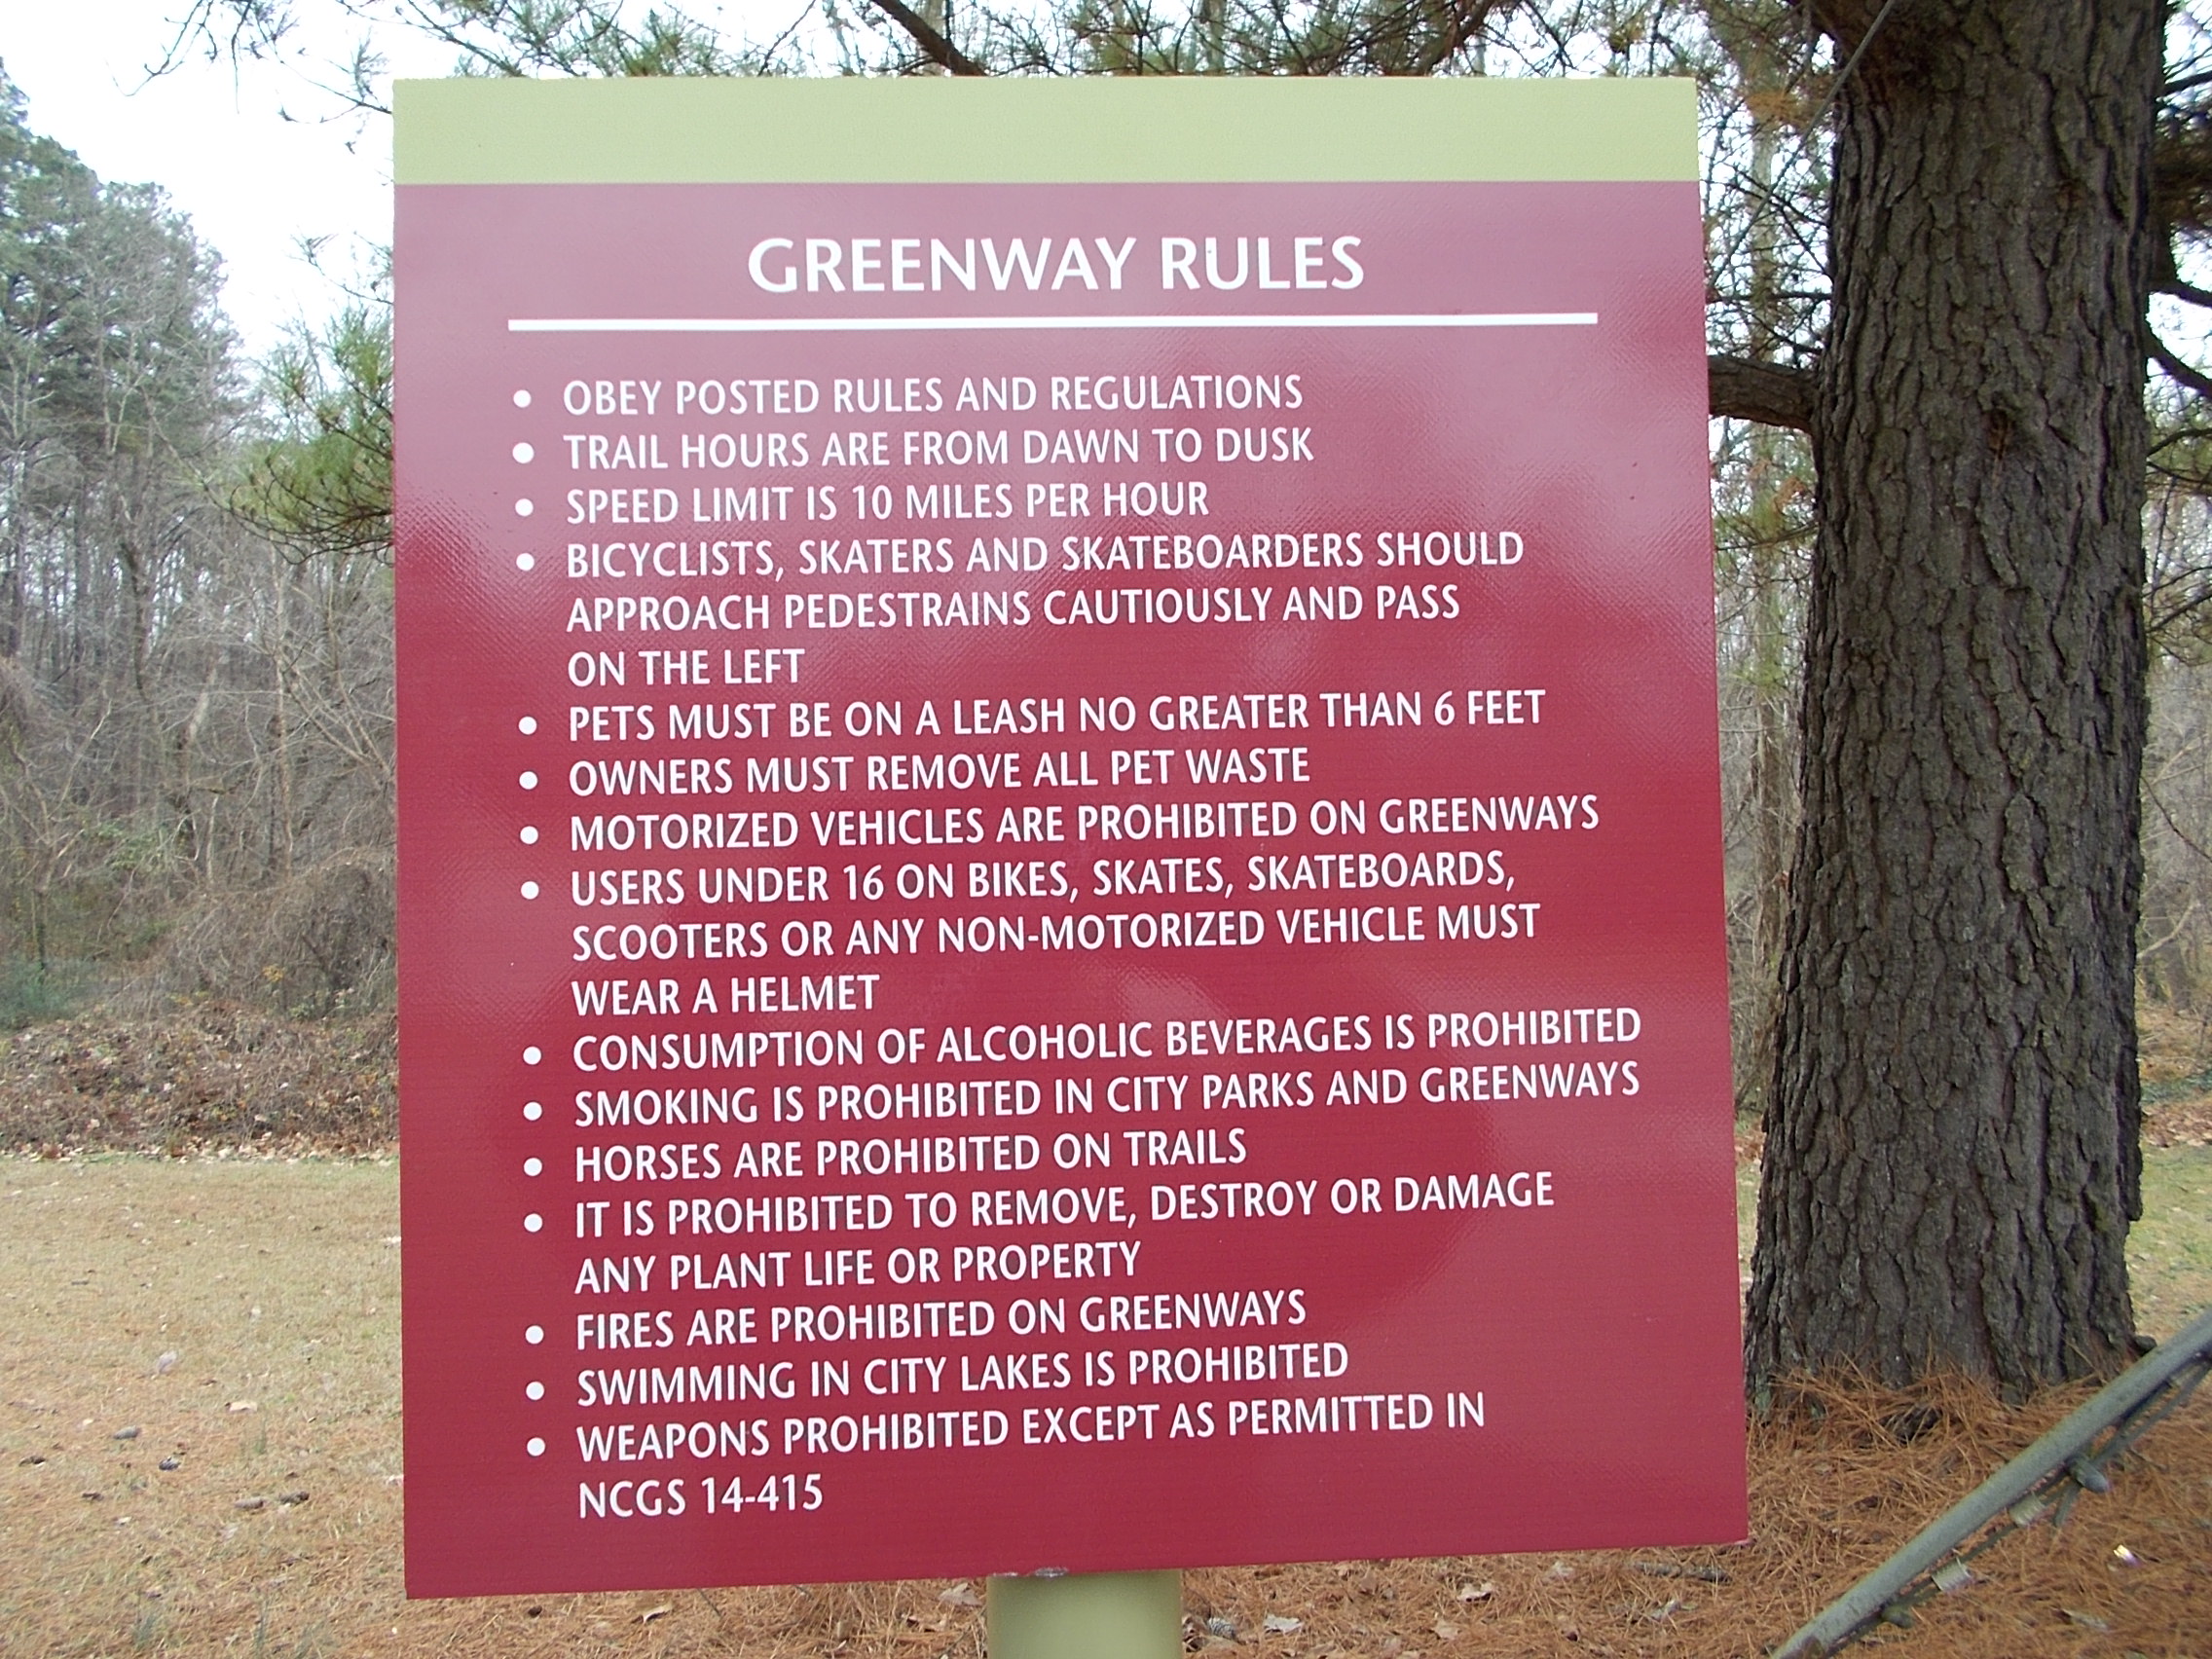 GREENWAY RULES
• OBEY POSTED RULES AND REGULATIONS
• TRAIL HOURS ARE FROM DAWN TO DUSK
• SPEED LIMIT IS 10 MILES PER HOUR
• BICYCLISTS, SKATERS AND SKATEBOARDERS SHOULD
APPROACH PEDESTRAINS CAUTIOUSLY AND PASS
ON THE LEFT
• PETS MUST BE ON A LEASH NO GREATER THAN 6 FEET
• OWNERS MUST REMOVE ALL PET WASTE
• MOTORIZED VEHICLES ARE PROHIBITED ON GREENWAYS
• USERS UNDER 16 ON BIKES, SKATES, SKATEBOARDS,
SCOOTERS OR ANY NON-MOTORIZED VEHICLE MUST
WEAR A HELMET
• CONSUMPTION OF ALCOHOLIC BEVERAGES IS PROHIBITED
• SMOKING IS PROHIBITED IN CITY PARKS AND GREENWAYS
• HORSES ARE PROHIBITED ON TRAILS
• IT IS PROHIBITED TO REMOVE, DESTROY OR DAMAGE
ANY PLANT LIFE OR PROPERTY
• FIRES ARE PROHIBITED ON GREENWAYS
• SWIMMING IN CITY LAKES IS PROHIBITED
• WEAPONS PROHIBITED EXCEPT AS PERMITTED IN
NCGS 14-415